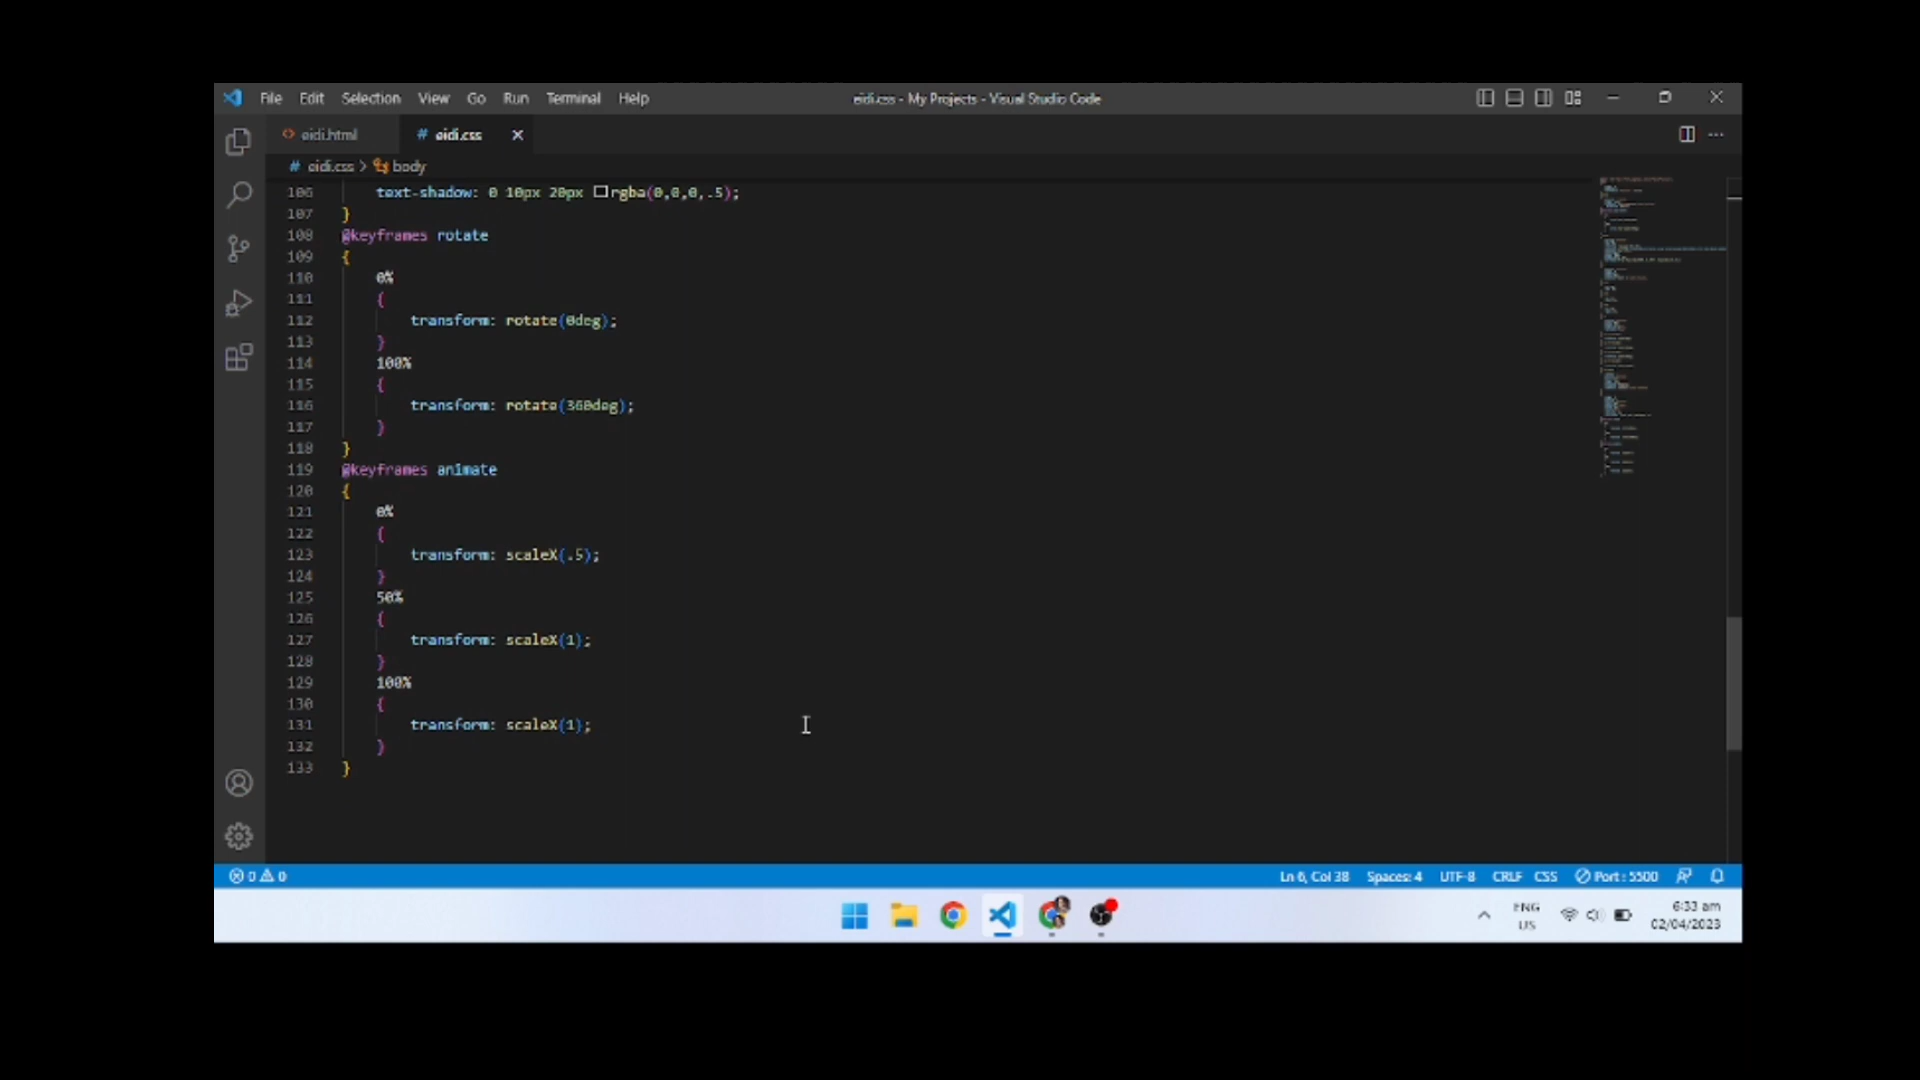 File Edit Selection View Go Run Terminal Help
eidi.css - My Projects - Visual Studio Code
eidi.html
# eidi.css
# eidi.css > body
106 text-shadow: 0 10px 20px rgba(0,0,0,.5);
107 }
108 @keyframes rotate
109 {
110 0%
111 {
112 transform: rotate(0deg);
113 }
114 100%
115 {
116 transform: rotate(360deg);
117 }
118 }
119 @keyframes animate
120 {
121 0%
122 {
123 transform: scaleX(.5);
124 }
125 50%
126 {
127 transform: scaleX(1);
128 }
129 100%
130 {
131 transform: scaleX(1);
132 }
133 }
0 0
Ln 6, Col 38 Spaces: 4 UTF-8 CRLF CSS Port : 5500
ENG
US
6:33 am
02/04/2023